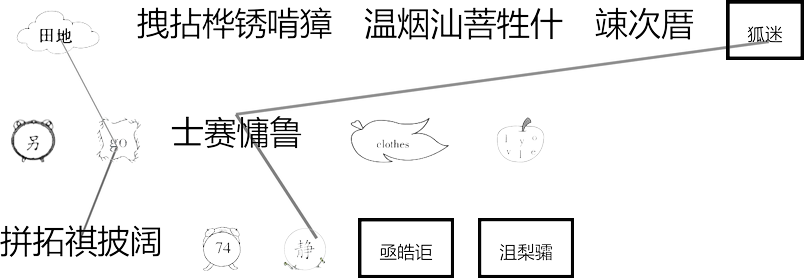 田地 拽拈桦锈啃獐 温烟汕菩牲什 竦次厝 狐迷
另 go 士赛慵鲁 clothes
拼拓祺披阔 74 静 亟皓讵 沮梨骦